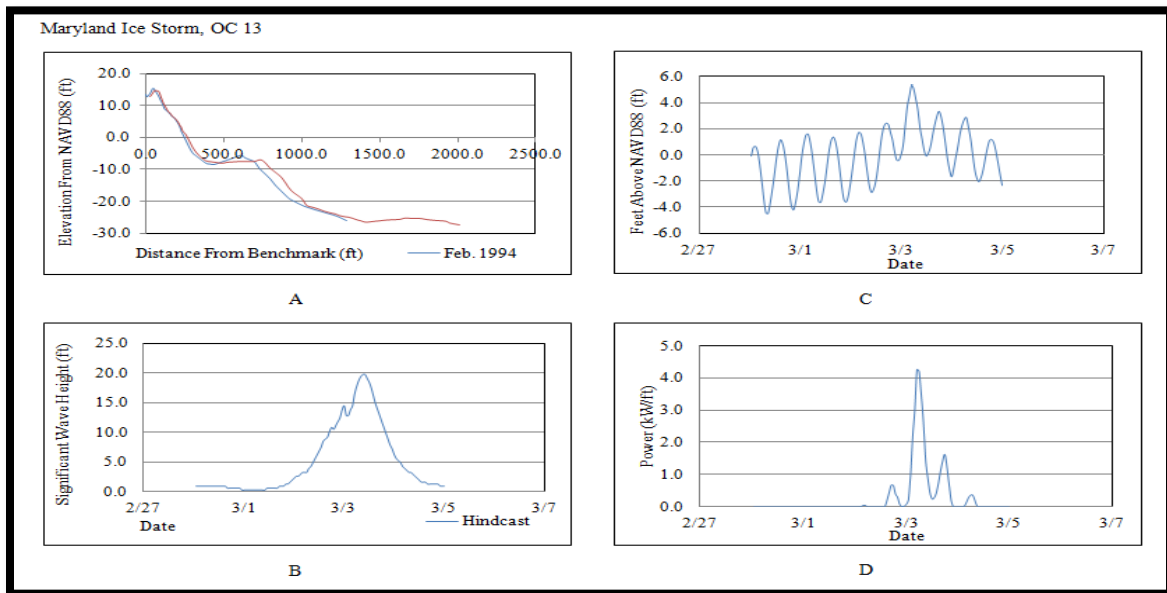 Maryland Ice Storm, OC 13
Elevation From NAVD88 (ft)
20.0
10.0
0.0
-10.0
-20.0
-30.0
0.0 500.0 1000.0 1500.0 2000.0 2500.0
Distance From Benchmark (ft)
Feb. 1994
A
Feet Above NAVD88 (ft)
6.0
4.0
2.0
0.0
-2.0
-4.0
-6.0
2/27 3/1 3/3 3/5 3/7
Date
C
Significant Wave Height (ft)
25.0
20.0
15.0
10.0
5.0
0.0
2/27 3/1 3/3 3/5 3/7
Date
Hindcast
B
Power (kW/ft)
5.0
4.0
3.0
2.0
1.0
0.0
2/27 3/1 3/3 3/5 3/7
Date
D